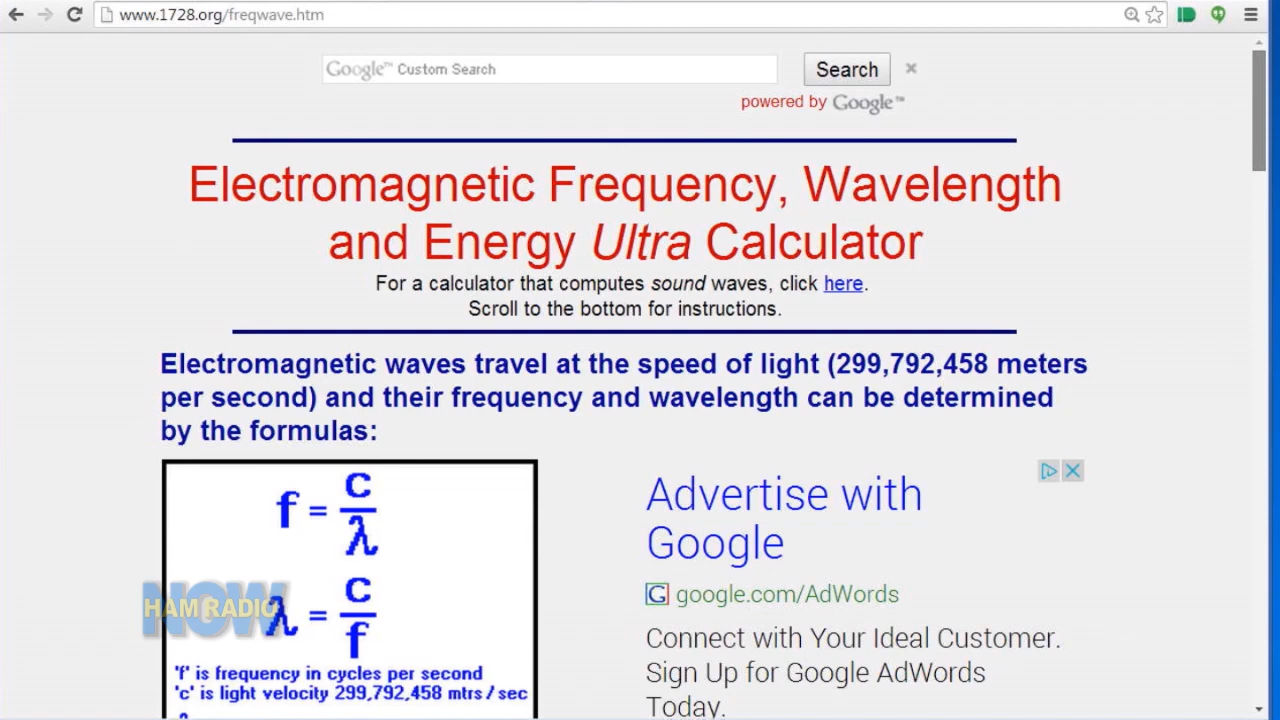 www.1728.org/freqwave.htm
Google™ Custom Search
Search
powered by Google™
Electromagnetic Frequency, Wavelength
and Energy Ultra Calculator
For a calculator that computes sound waves, click here.
Scroll to the bottom for instructions.
Electromagnetic waves travel at the speed of light (299,792,458 meters
per second) and their frequency and wavelength can be determined
by the formulas:
f = c/λ
λ = c/f
'f' is frequency in cycles per second
'c' is light velocity 299,792,458 mtrs / sec
HAM RADIO
NOW
Advertise with
Google
G google.com/AdWords
Connect with Your Ideal Customer.
Sign Up for Google AdWords
Today.